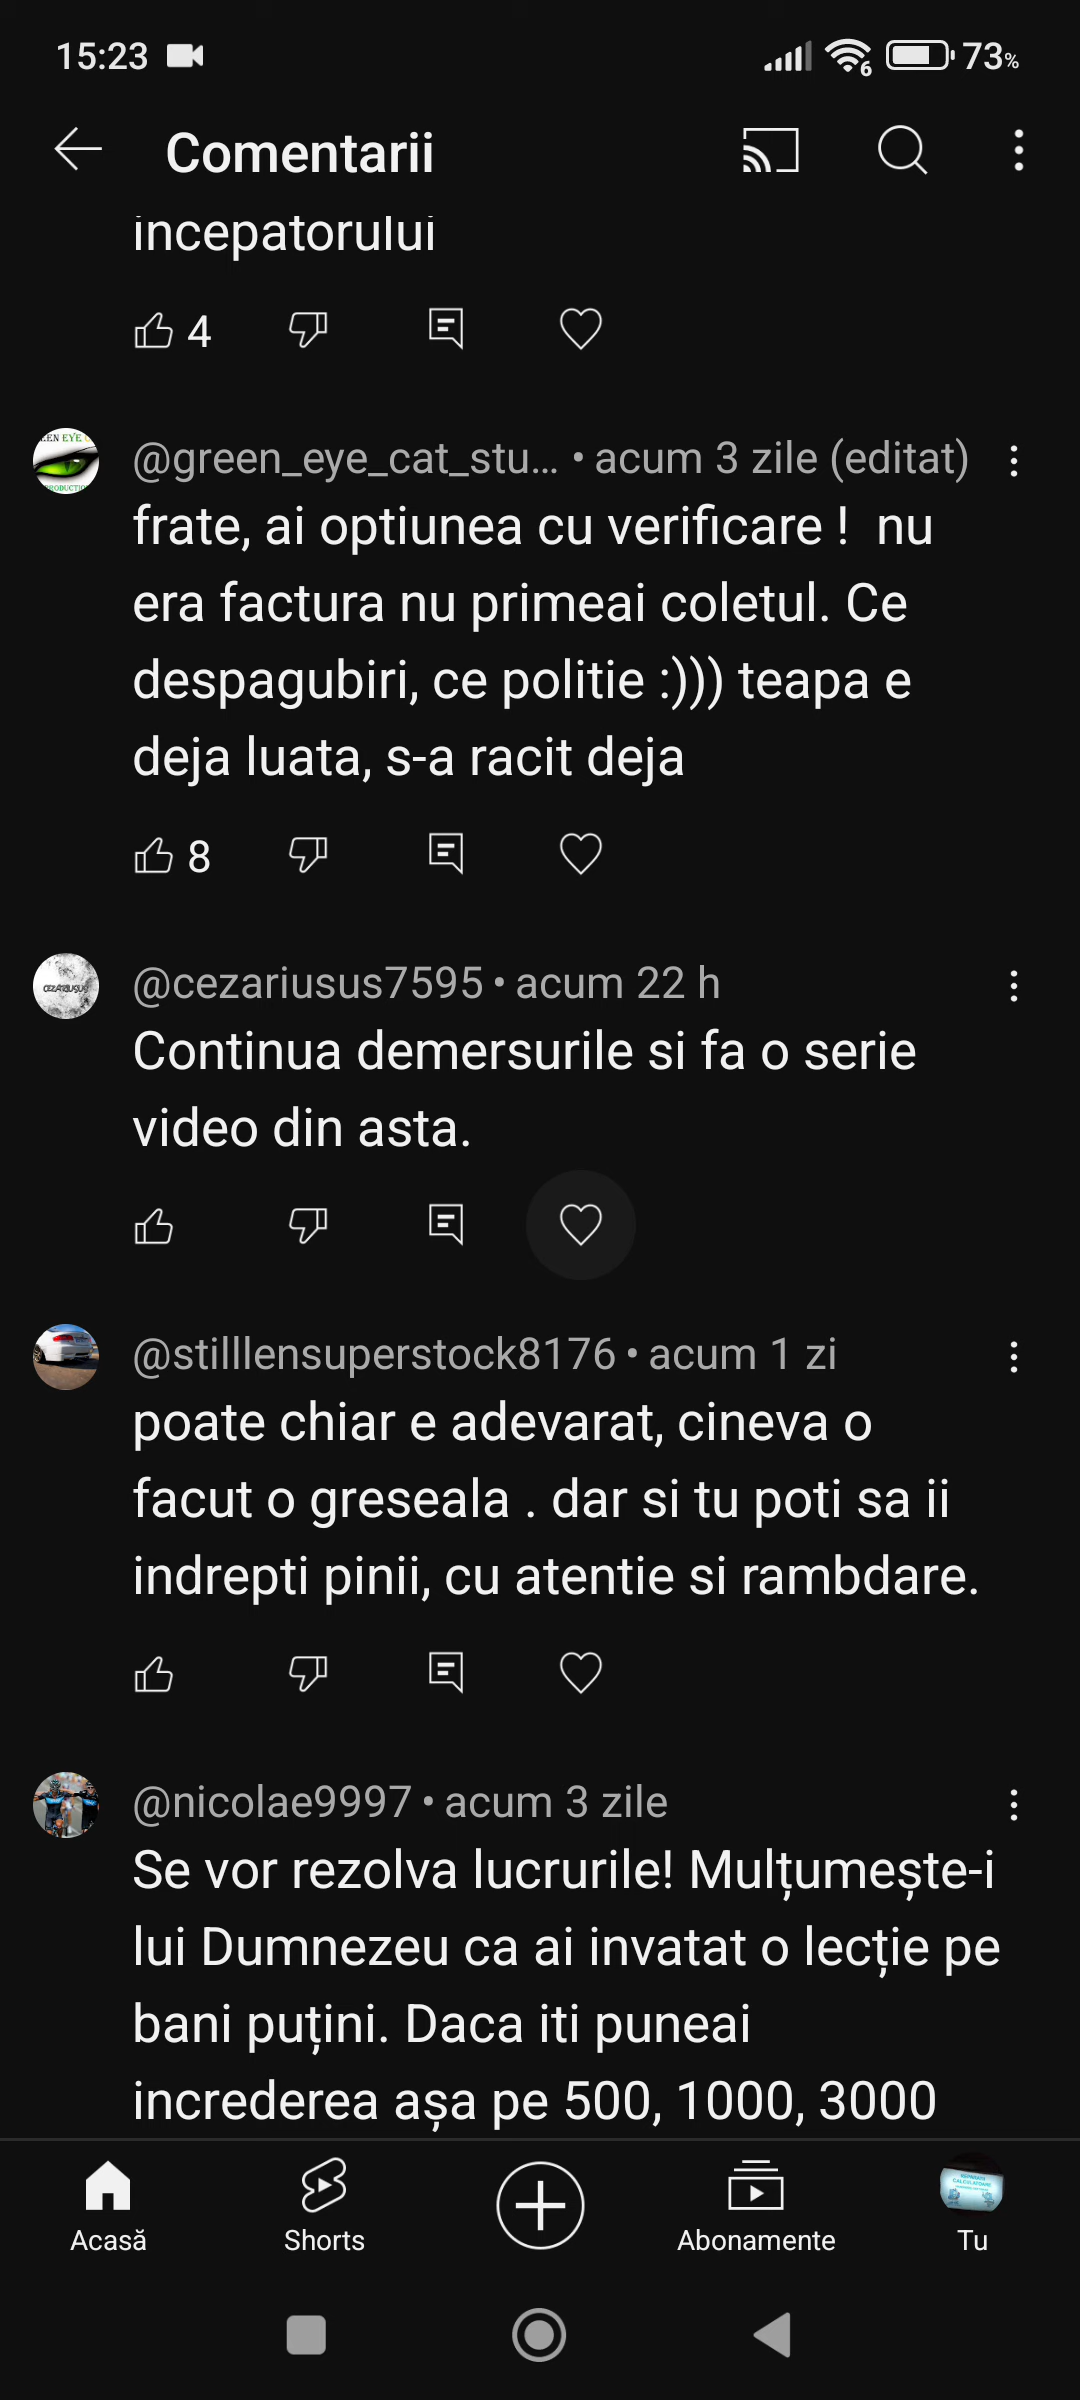 15:23 6 73%
Comentarii
incepatorului
4
@green_eye_cat_stu... • acum 3 zile (editat)
frate, ai optiunea cu verificare !  nu
era factura nu primeai coletul. Ce
despagubiri, ce politie :))) teapa e
deja luata, s-a racit deja
8
@cezariusus7595 • acum 22 h
Continua demersurile si fa o serie
video din asta.
@stilllensuperstock8176 • acum 1 zi
poate chiar e adevarat, cineva o
facut o greseala . dar si tu poti sa ii
indrepti pinii, cu atentie si rambdare.
@nicolae9997 • acum 3 zile
Se vor rezolva lucrurile! Mulțumește-i
lui Dumnezeu ca ai invatat o lecție pe
bani puțini. Daca iti puneai
increderea așa pe 500, 1000, 3000
Acasă Shorts Abonamente Tu